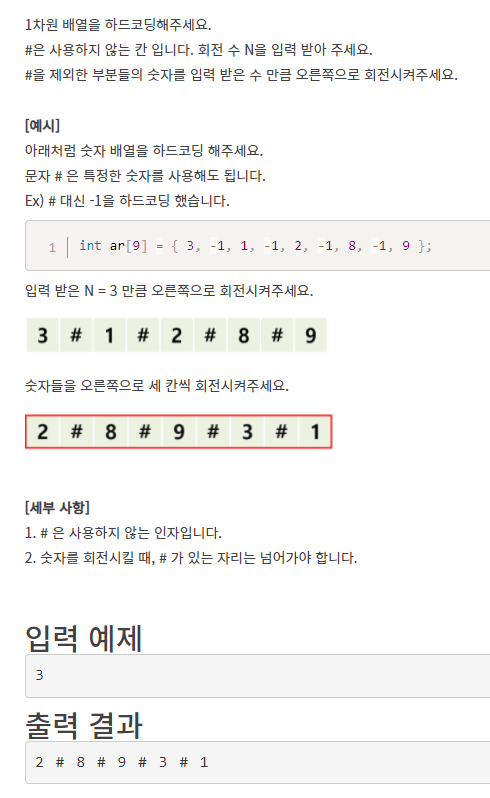 1차원 배열을 하드코딩해주세요.
#은 사용하지 않는 칸 입니다. 회전 수 N을 입력 받아 주세요.
#을 제외한 부분들의 숫자를 입력 받은 수 만큼 오른쪽으로 회전시켜주세요.
[예시]
아래처럼 숫자 배열을 하드코딩 해주세요.
문자 # 은 특정한 숫자를 사용해도 됩니다.
Ex) # 대신 -1을 하드코딩 했습니다.
1 int ar[9] = { 3, -1, 1, -1, 2, -1, 8, -1, 9 };
입력 받은 N = 3 만큼 오른쪽으로 회전시켜주세요.
3 # 1 # 2 # 8 # 9
숫자들을 오른쪽으로 세 칸씩 회전시켜주세요.
2 # 8 # 9 # 3 # 1
[세부 사항]
1. # 은 사용하지 않는 인자입니다.
2. 숫자를 회전시킬 때, # 가 있는 자리는 넘어가야 합니다.
입력 예제
3
출력 결과
2 # 8 # 9 # 3 # 1